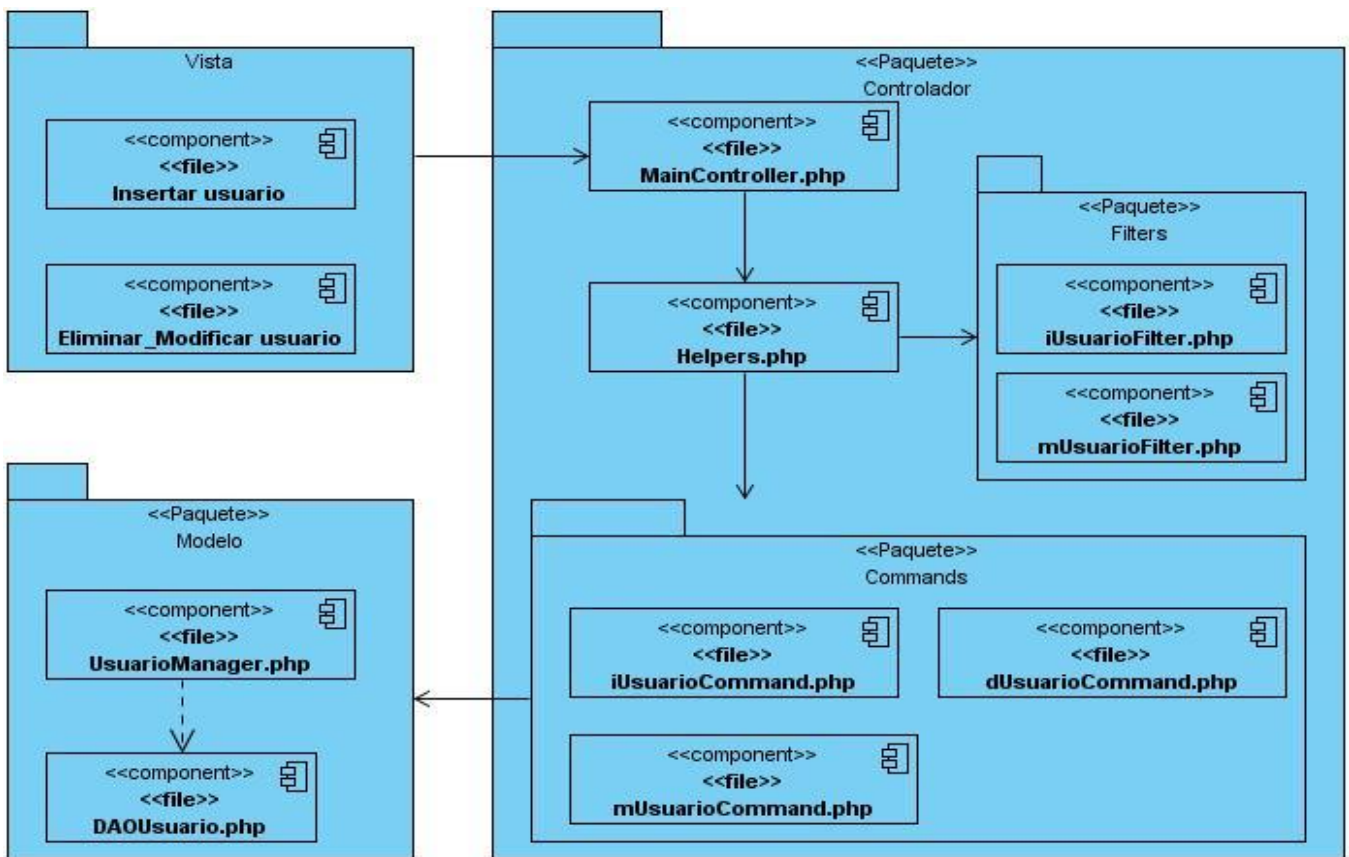 Vista
<<component>>
<<file>>
Insertar usuario
<<component>>
<<file>>
Eliminar_Modificar usuario
<<Paquete>>
Controlador
<<component>>
<<file>>
MainController.php
<<component>>
<<file>>
Helpers.php
<<Paquete>>
Filters
<<component>>
<<file>>
iUsuarioFilter.php
<<component>>
<<file>>
mUsuarioFilter.php
<<Paquete>>
Modelo
<<component>>
<<file>>
UsuarioManager.php
<<component>>
<<file>>
DAOUsuario.php
<<Paquete>>
Commands
<<component>>
<<file>>
iUsuarioCommand.php
<<component>>
<<file>>
dUsuarioCommand.php
<<component>>
<<file>>
mUsuarioCommand.php